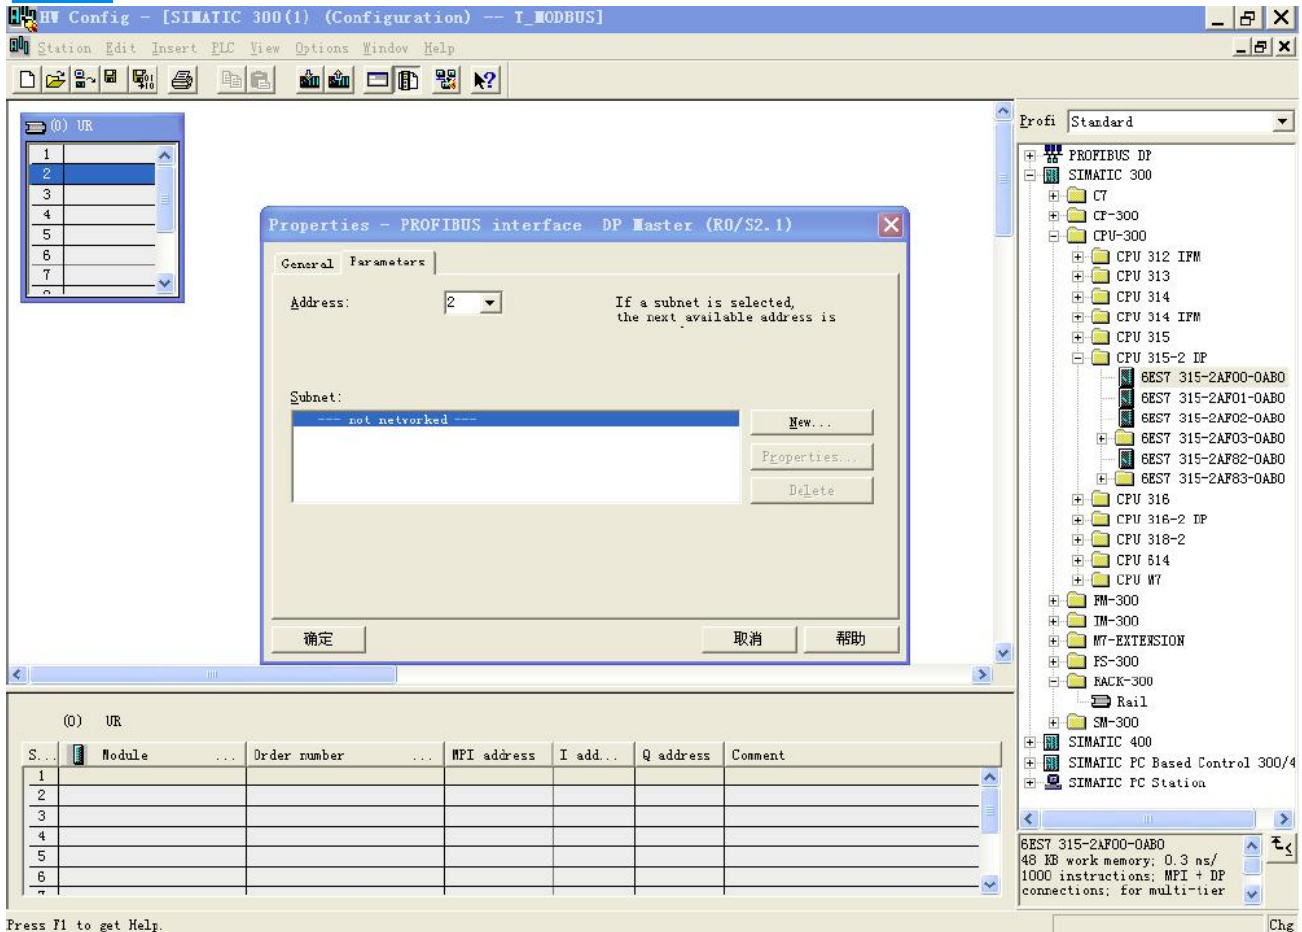 HW Config - [SIMATIC 300(1) (Configuration) -- T_MODBUS]
Station Edit Insert PLC View Options Window Help
(0) UR
1
2
3
4
5
6
7
Properties - PROFIBUS interface DP Master (R0/S2.1)
General Parameters
Address: 2
If a subnet is selected,
the next available address is
Subnet:
--- not networked ---
New...
Properties...
Delete
确定 取消 帮助
Profi Standard
PROFIBUS DP
SIMATIC 300
C7
CP-300
CPU-300
CPU 312 IFM
CPU 313
CPU 314
CPU 314 IFM
CPU 315
CPU 315-2 DP
6ES7 315-2AF00-0AB0
6ES7 315-2AF01-0AB0
6ES7 315-2AF02-0AB0
6ES7 315-2AF03-0AB0
6ES7 315-2AF82-0AB0
6ES7 315-2AF83-0AB0
CPU 316
CPU 316-2 DP
CPU 318-2
CPU 614
CPU M7
FM-300
IM-300
M7-EXTENSION
PS-300
RACK-300
Rail
SM-300
SIMATIC 400
SIMATIC PC Based Control 300/4
SIMATIC PC Station
6ES7 315-2AF00-0AB0
48 KB work memory; 0.3 ms/
1000 instructions; MPI + DP
connections; for multi-tier
(0) UR
S... Module ... Order number ... MPI address I add... Q address Comment
1
2
3
4
5
6
Press F1 to get Help.
Chg